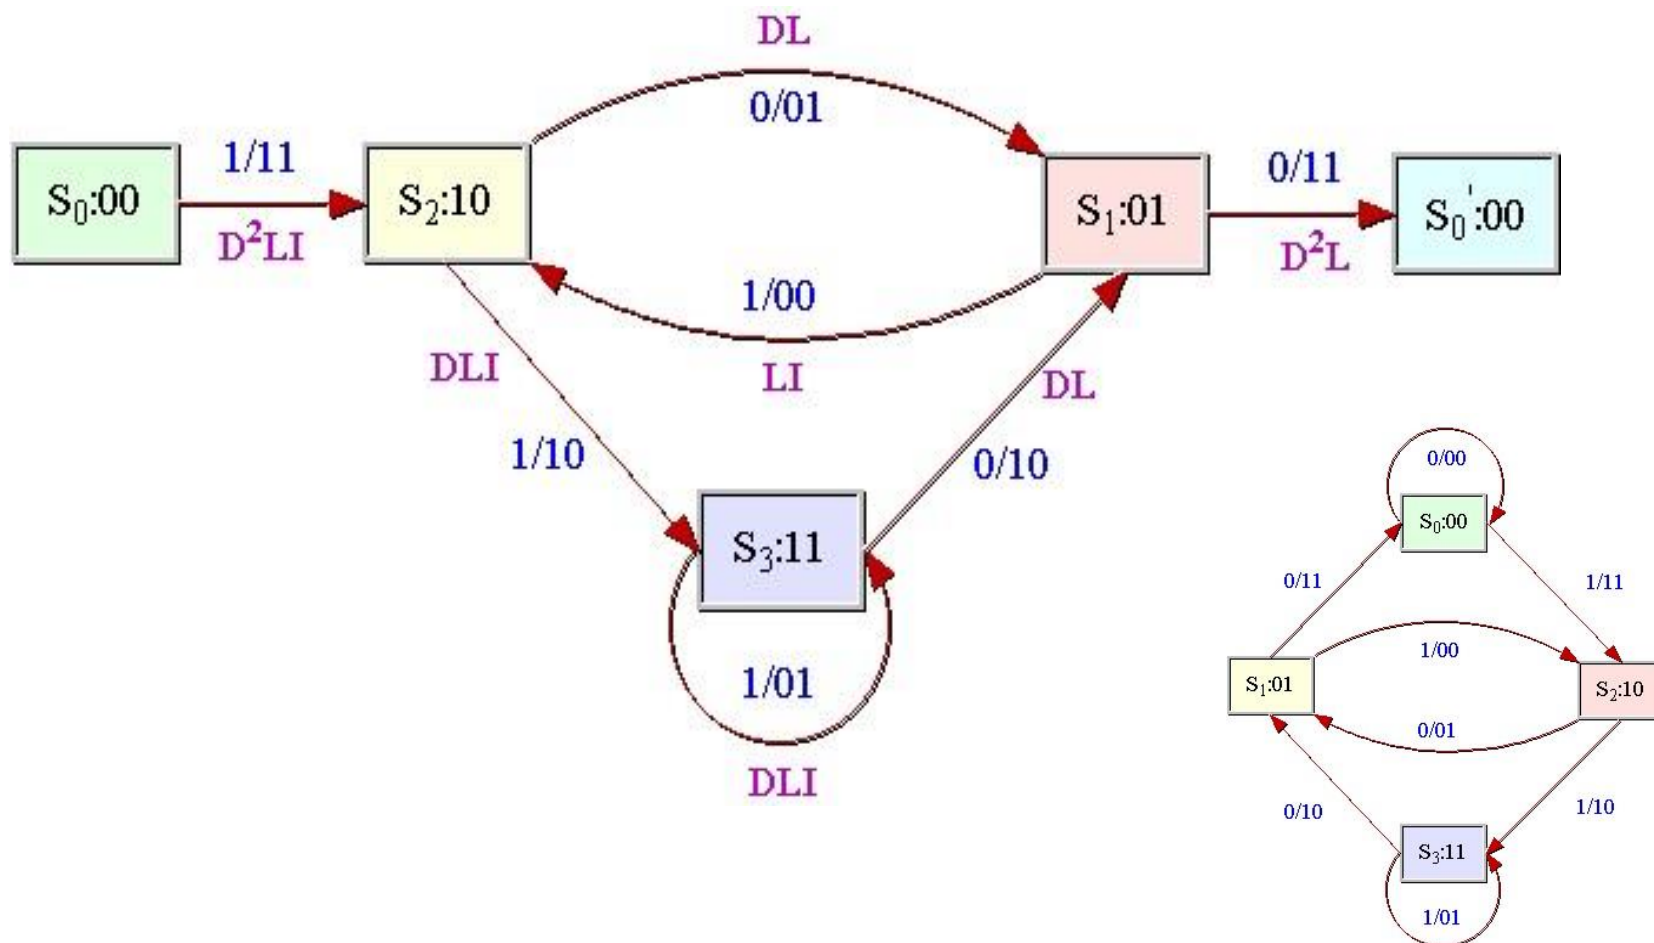 DL
0/01
1/11
S₀:00
S₂:10
D²LI
S₁:01
0/11
S₀':00
D²L
1/00
LI
DLI
DL
1/10
0/10
S₃:11
1/01
DLI
0/00
S₀:00
0/11
1/11
1/00
S₁:01
S₂:10
0/01
0/10
1/10
S₃:11
1/01